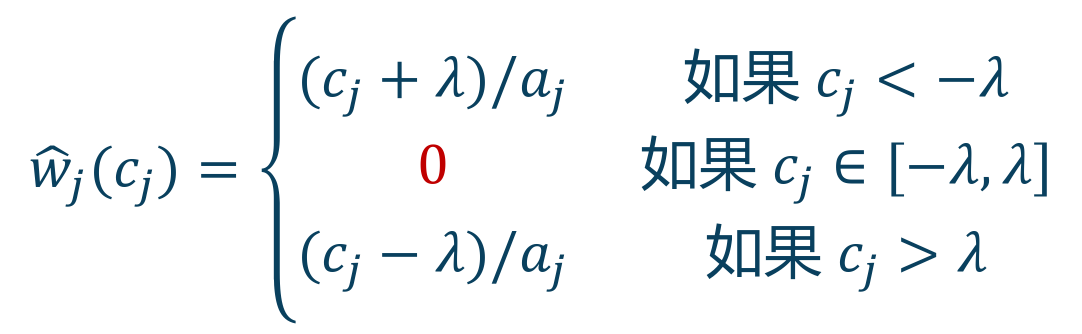 (c_j + λ)/a_j 如果 c_j < −λ
ŵ_j(c_j) = { 0 如果 c_j ∈ [−λ, λ]
(c_j − λ)/a_j 如果 c_j > λ